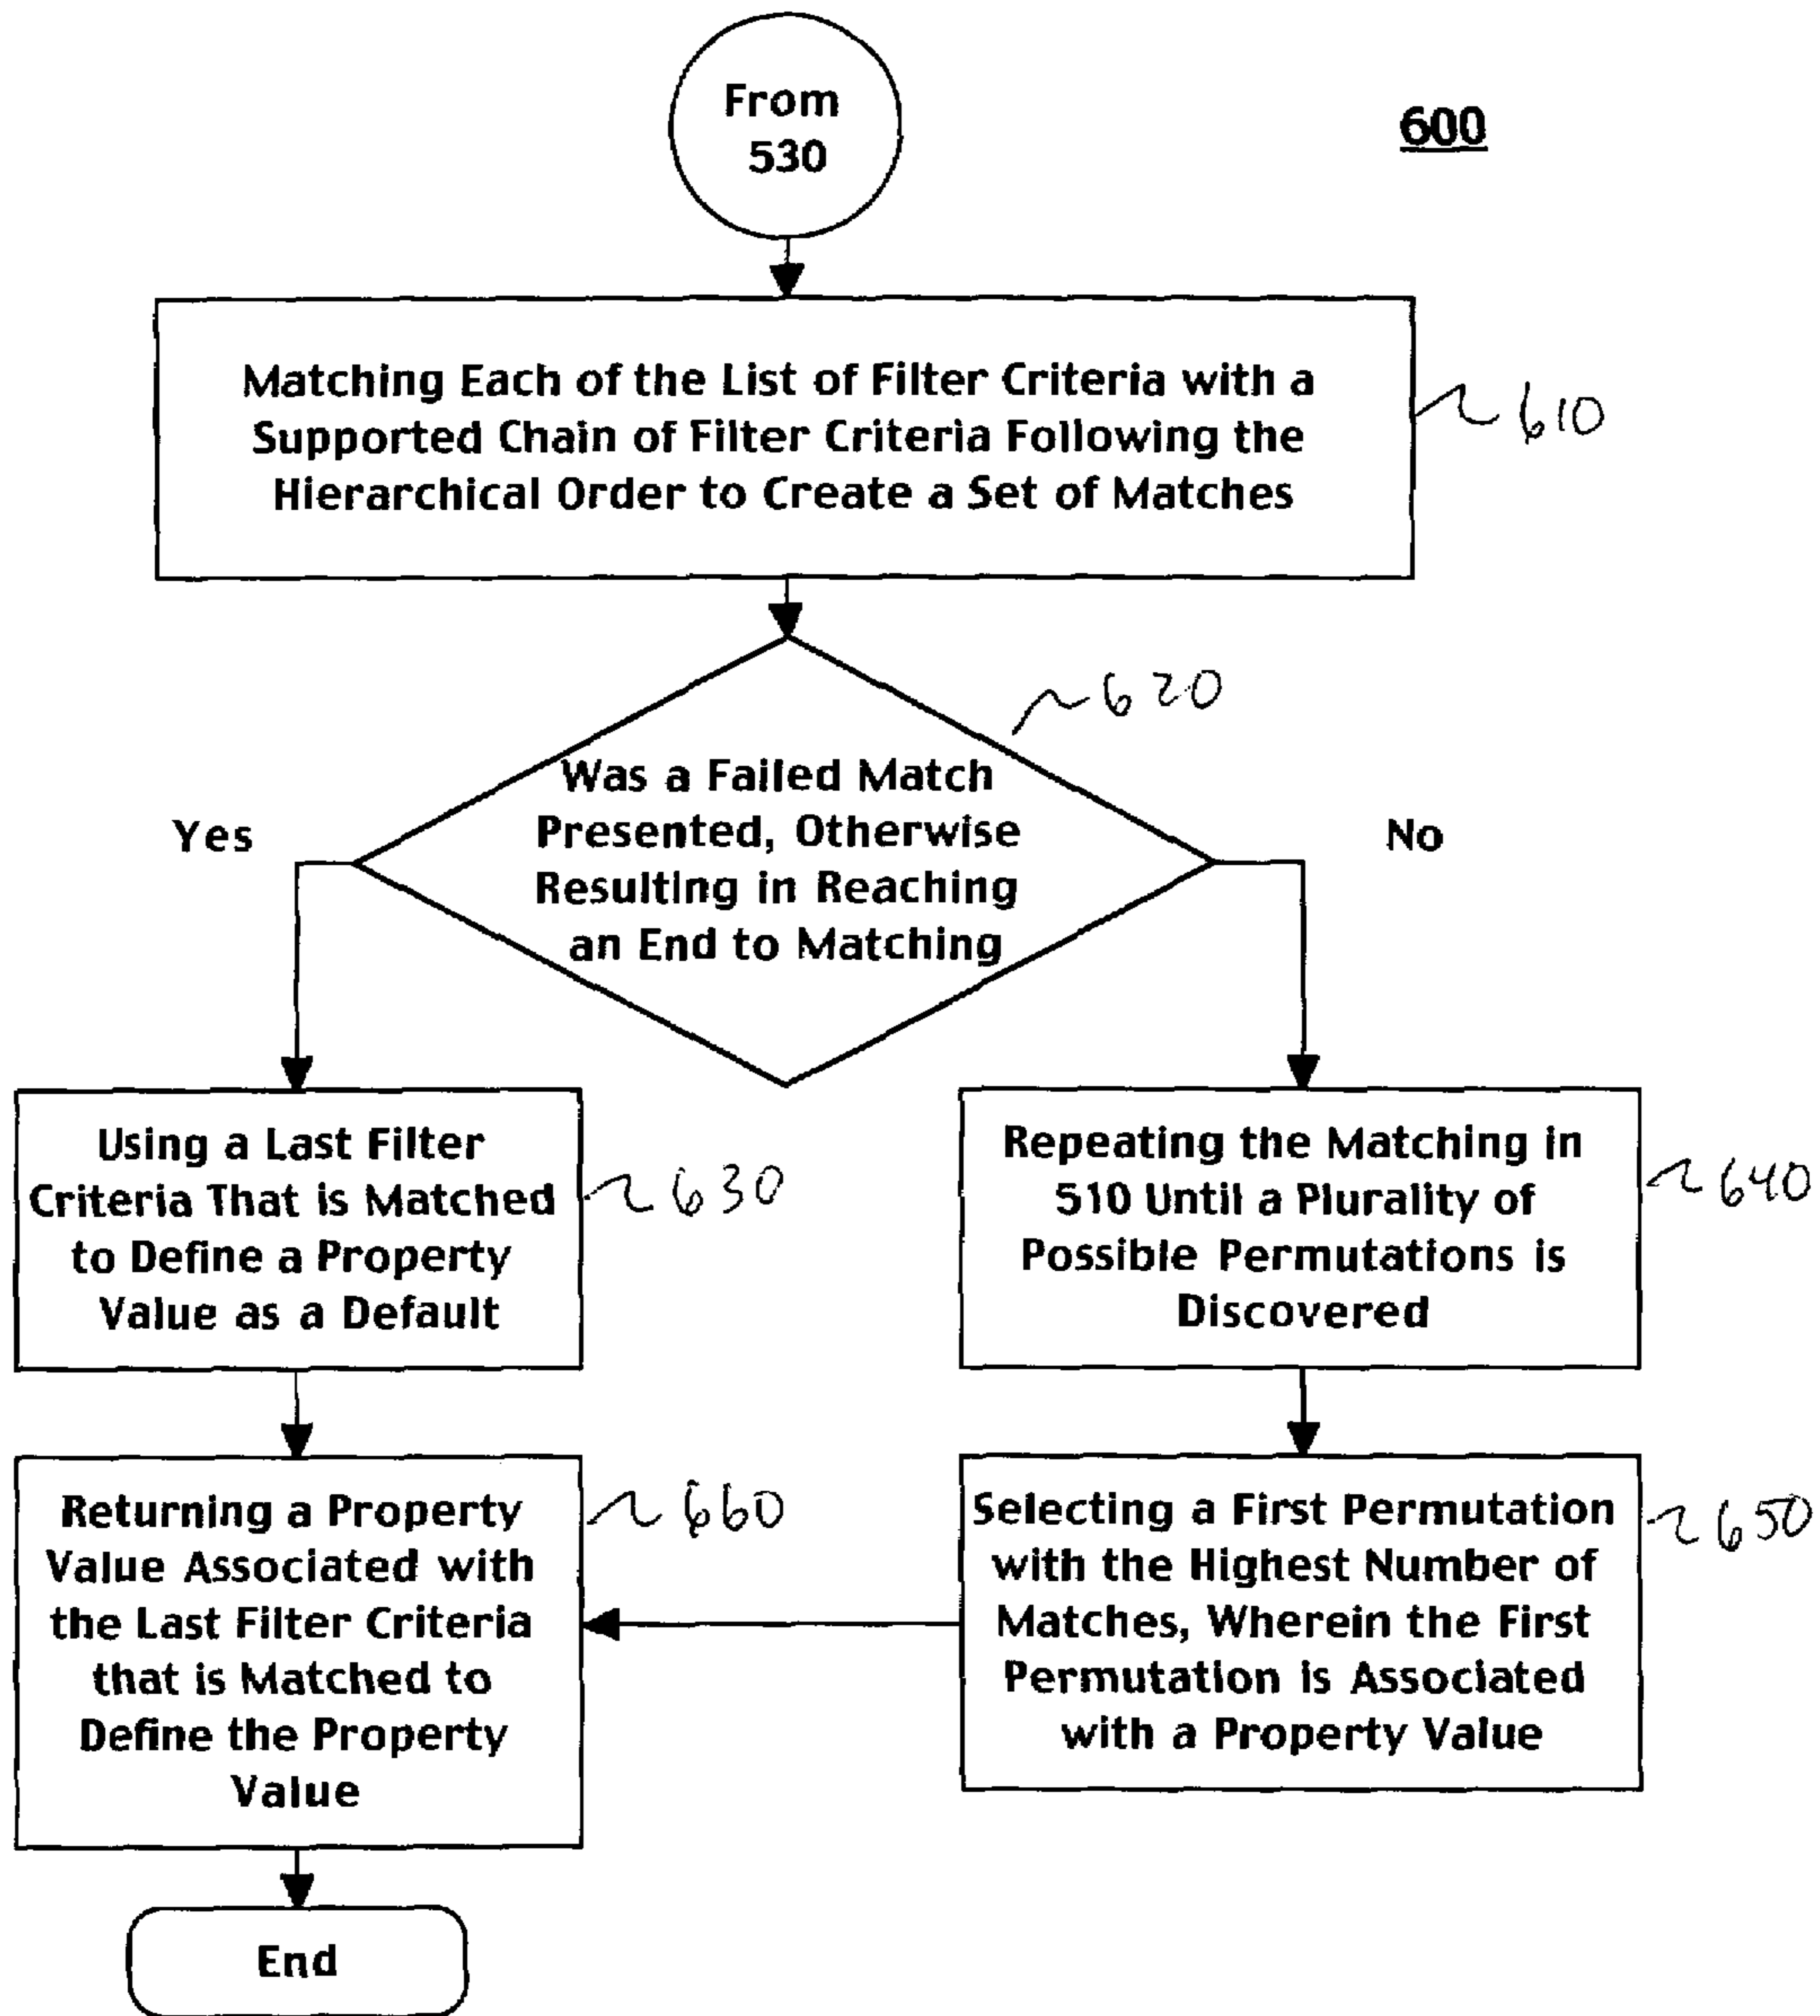 From
530
600
Matching Each of the List of Filter Criteria with a
Supported Chain of Filter Criteria Following the
Hierarchical Order to Create a Set of Matches
610
620
Was a Failed Match
Presented, Otherwise
Resulting in Reaching
an End to Matching
Yes
No
Using a Last Filter
Criteria That is Matched
to Define a Property
Value as a Default
630
Repeating the Matching in
510 Until a Plurality of
Possible Permutations is
Discovered
640
Returning a Property
Value Associated with
the Last Filter Criteria
that is Matched to
Define the Property
Value
660
Selecting a First Permutation
with the Highest Number of
Matches, Wherein the First
Permutation is Associated
with a Property Value
650
End